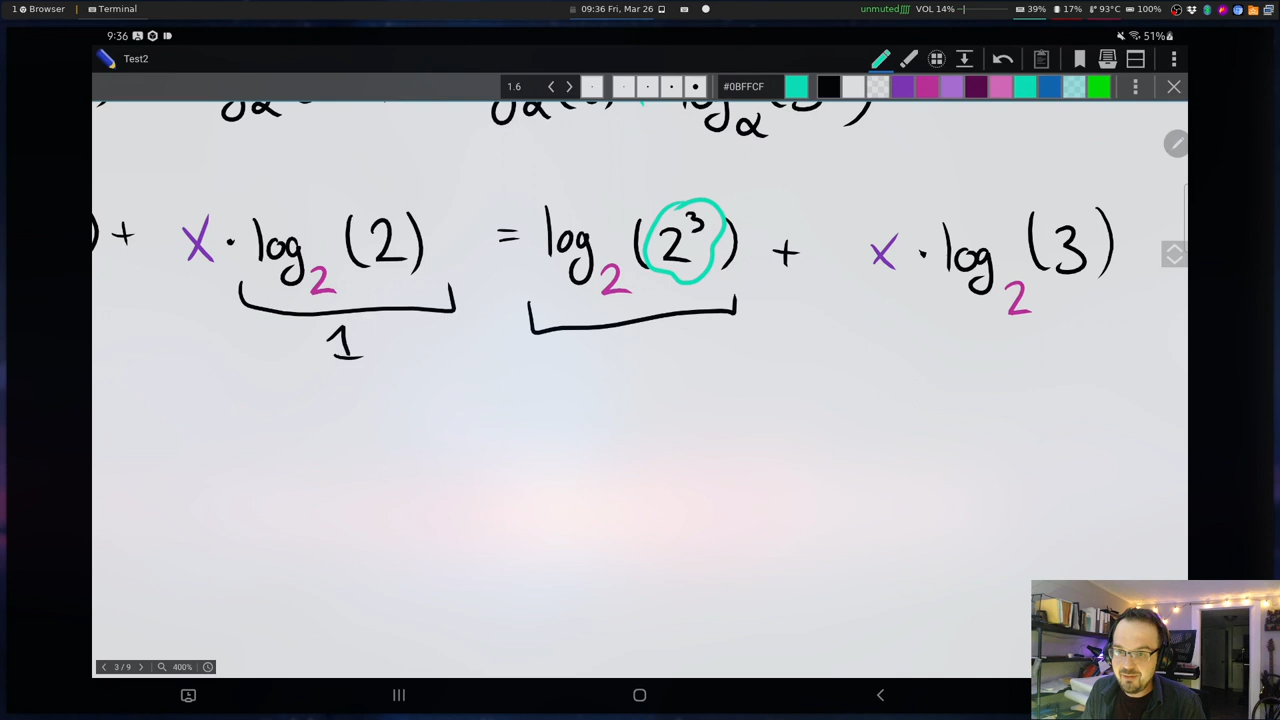 1 Browser Terminal 09:36 Fri, Mar 26 unmuted VOL 14% 39% 17% 93°C 100%
9:36 51%
Test2
1.6 #0BFFCF
) + x · log₂ (2) = log₂ (2³) + x · log₂ (3)
1
3 / 9 400%